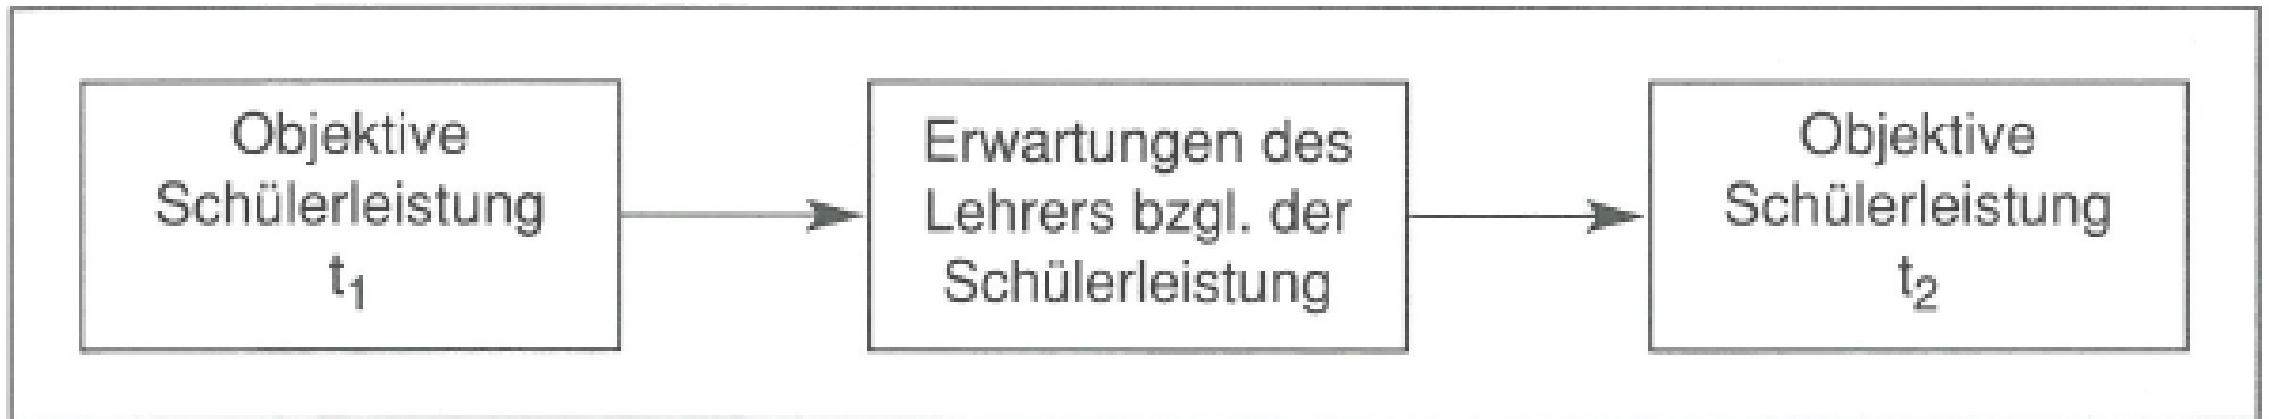 Objektive
Schülerleistung
t₁
Erwartungen des
Lehrers bzgl. der
Schülerleistung
Objektive
Schülerleistung
t₂